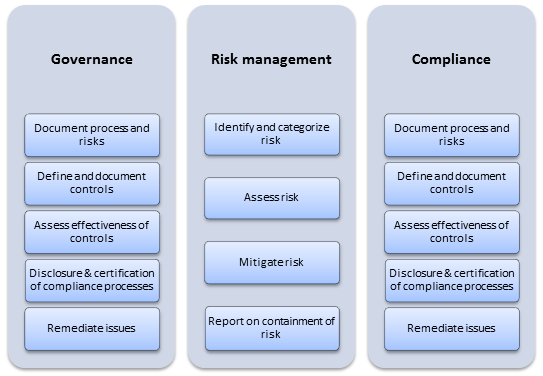 Governance
Document process and
risks
Define and document
controls
Assess effectiveness of
controls
Disclosure & certification
of compliance processes
Remediate issues
Risk management
Identify and categorize
risk
Assess risk
Mitigate risk
Report on containment of
risk
Compliance
Document process and
risks
Define and document
controls
Assess effectiveness of
controls
Disclosure & certification
of compliance processes
Remediate issues